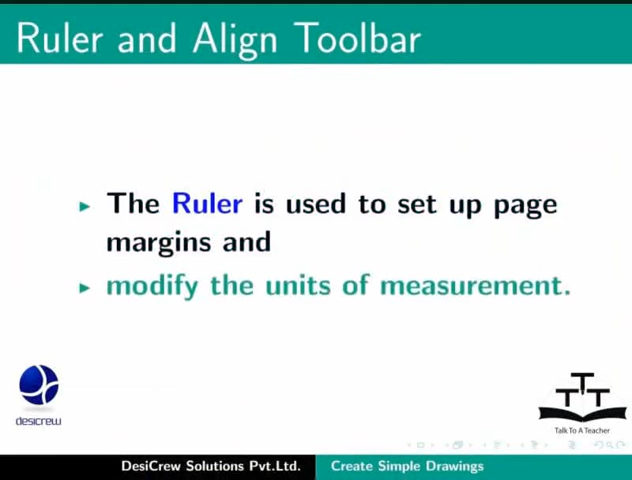 Ruler and Align Toolbar
The Ruler is used to set up page
margins and
modify the units of measurement.
desicrew
TTT
Talk To A Teacher
DesiCrew Solutions Pvt.Ltd. Create Simple Drawings